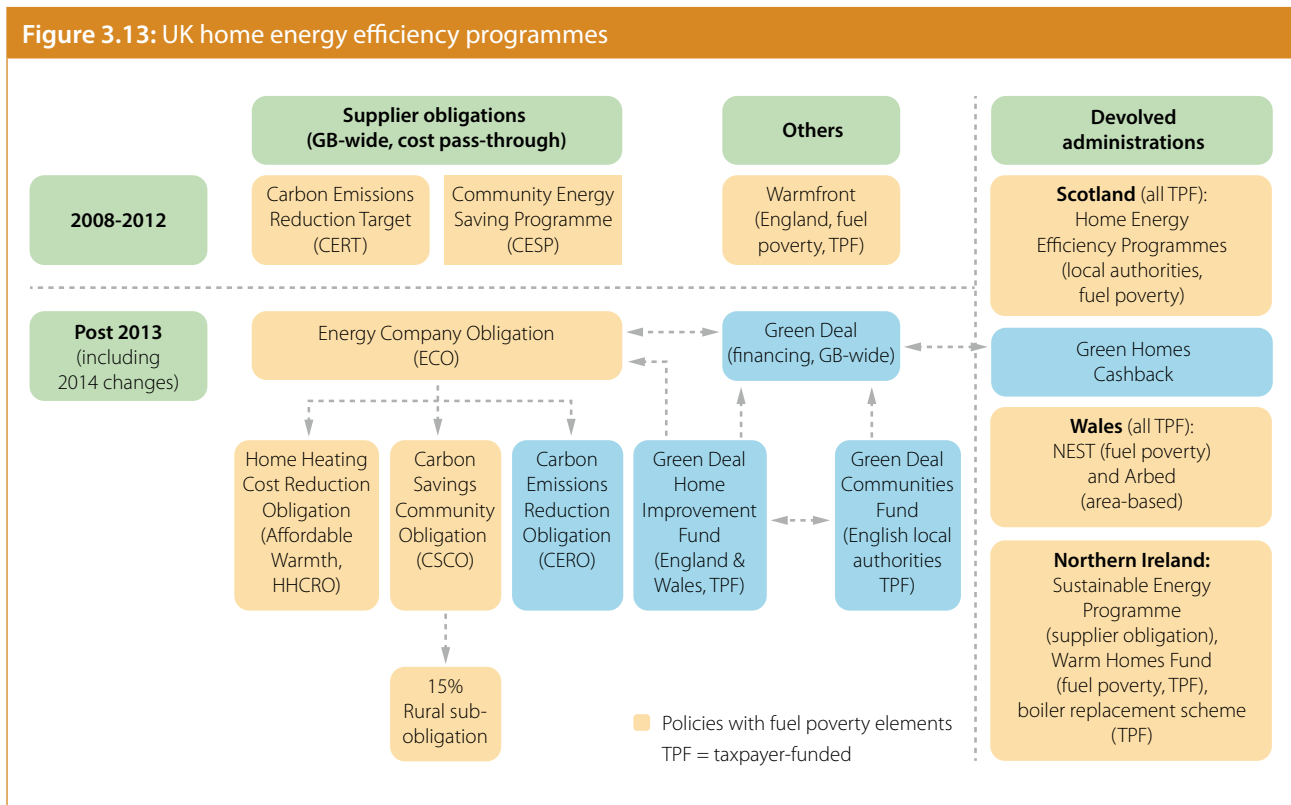 Figure 3.13: UK home energy efficiency programmes
Supplier obligations
(GB-wide, cost pass-through)
Others
Devolved
administrations
2008-2012
Carbon Emissions
Reduction Target
(CERT)
Community Energy
Saving Programme
(CESP)
Warmfront
(England, fuel
poverty, TPF)
Scotland (all TPF):
Home Energy
Efficiency Programmes
(local authorities,
fuel poverty)
Post 2013
(including
2014 changes)
Energy Company Obligation
(ECO)
Green Deal
(financing, GB-wide)
Green Homes
Cashback
Home Heating
Cost Reduction
Obligation
(Affordable
Warmth,
HHCRO)
Carbon
Savings
Community
Obligation
(CSCO)
Carbon
Emissions
Reduction
Obligation
(CERO)
Green Deal
Home
Improvement
Fund
(England &
Wales, TPF)
Green Deal
Communities
Fund
(English local
authorities
TPF)
Wales (all TPF):
NEST (fuel poverty)
and Arbed
(area-based)
Northern Ireland:
Sustainable Energy
Programme
(supplier obligation),
Warm Homes Fund
(fuel poverty, TPF),
boiler replacement scheme
(TPF)
15%
Rural sub-
obligation
Policies with fuel poverty elements
TPF = taxpayer-funded